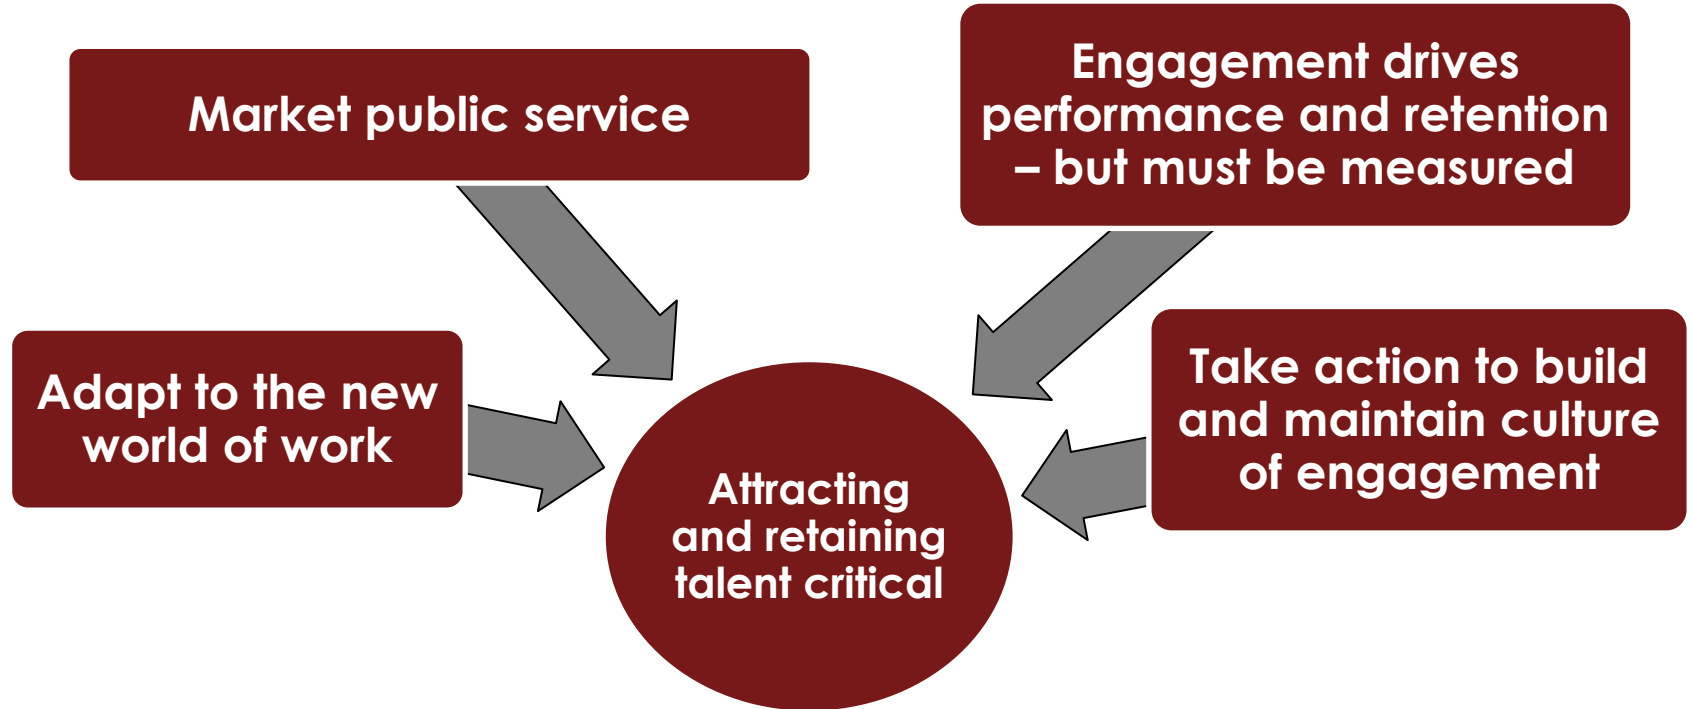 Market public service
Engagement drives
performance and retention
– but must be measured
Adapt to the new
world of work
Take action to build
and maintain culture
of engagement
Attracting
and retaining
talent critical